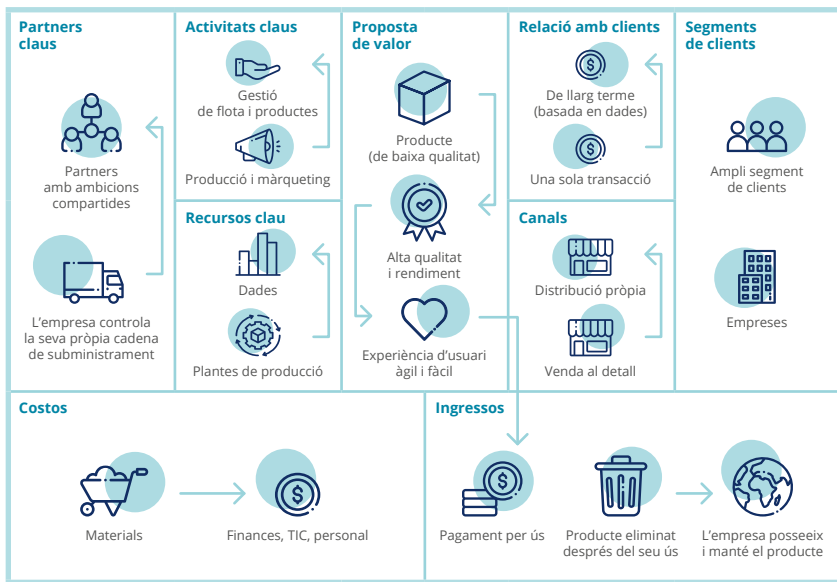 Partners
claus
Partners
amb ambicions
compartides
L'empresa controla
la seva pròpia cadena
de subministrament
Activitats claus
Gestió
de flota i productes
Producció i màrqueting
Recursos clau
Dades
Plantes de producció
Proposta
de valor
Producte
(de baixa qualitat)
Alta qualitat
i rendiment
Experiència d'usuari
àgil i fàcil
Relació amb clients
De llarg terme
(basada en dades)
Una sola transacció
Canals
Distribució pròpia
Venda al detall
Segments
de clients
Ampli segment
de clients
Empreses
Costos
Materials
Finances, TIC, personal
Ingressos
Pagament per ús
Producte eliminat
després del seu ús
L'empresa posseeix
i manté el producte